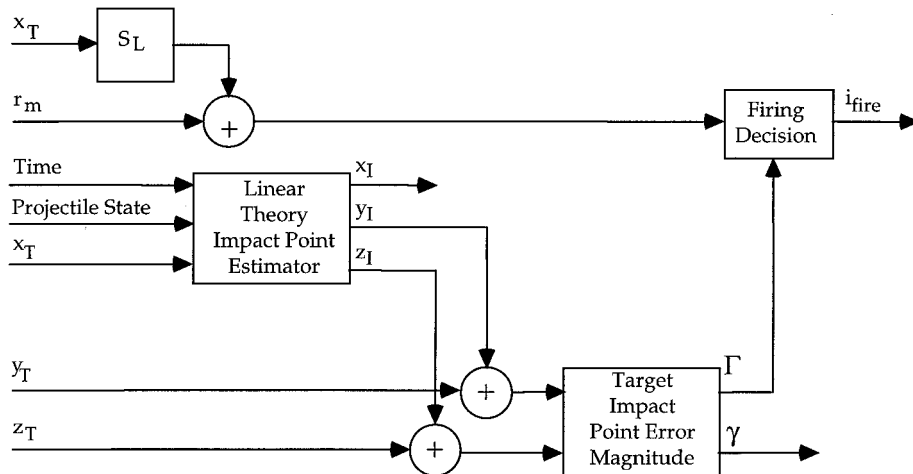 x_T
S_L
r_m
+
Firing
Decision
i_fire
Time
Projectile State
x_T
Linear
Theory
Impact Point
Estimator
x_I
y_I
z_I
y_T
+
z_T
+
Target
Impact
Point Error
Magnitude
Γ
γ